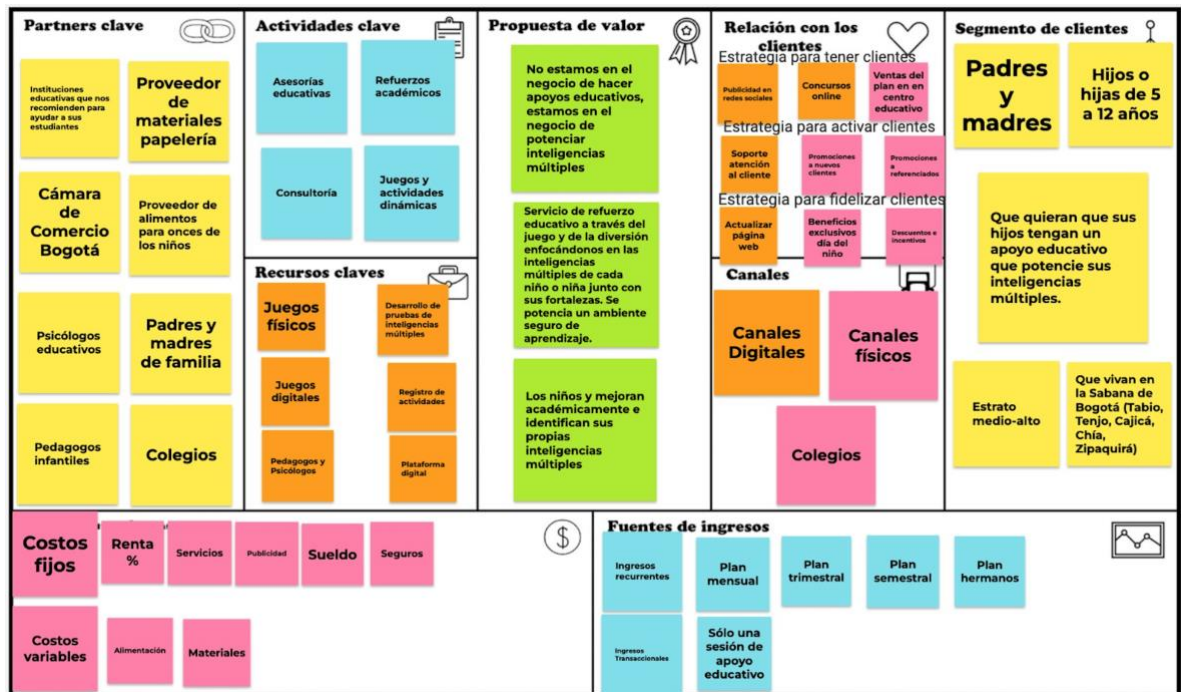 Partners clave
Instituciones
educativas que nos
recomienden para
ayudar a sus
estudiantes
Proveedor
de
materiales
papelería
Cámara
de
Comercio
Bogotá
Proveedor de
alimentos
para onces de
los niños
Psicólogos
educativos
Padres y
madres
de familia
Pedagogos
infantiles
Colegios
Actividades clave
Asesorías
educativas
Refuerzos
académicos
Consultoría
Juegos y
actividades
dinámicas
Recursos claves
Juegos
físicos
Desarrollo de
pruebas de
inteligencias
múltiples
Juegos
digitales
Registro de
actividades
Pedagogos y
Psicólogos
Plataforma
digital
Propuesta de valor
No estamos en el
negocio de hacer
apoyos educativos,
estamos en el
negocio de
potenciar
inteligencias
múltiples
Servicio de refuerzo
educativo a través del
juego y de la diversión
enfocándonos en las
inteligencias
múltiples de cada
niño o niña junto con
sus fortalezas. Se
potencia un ambiente
seguro de
aprendizaje.
Los niños y mejoran
académicamente e
identifican sus
propias
inteligencias
múltiples
Relación con los
clientes
Estrategia para tener clientes
Publicidad en
redes sociales
Concursos
online
Ventas del
plan en en
centro
educativo
Estrategia para activar clientes
Soporte
atención
al cliente
Promociones
a nuevos
clientes
Promociones
a
referenciados
Estrategia para fidelizar clientes
Actualizar
página
web
Beneficios
exclusivos
día del
niño
Descuentos e
incentivos
Canales
Canales
Digitales
Canales
físicos
Colegios
Segmento de clientes
Padres
y
madres
Hijos o
hijas de 5
a 12 años
Que quieran que sus
hijos tengan un
apoyo educativo
que potencie sus
inteligencias
múltiples.
Estrato
medio-alto
Que vivan en
la Sabana de
Bogotá (Tabio,
Tenjo, Cajicá,
Chía,
Zipaquirá)
Costos
fijos
Renta
%
Servicios
Publicidad
Sueldo
Seguros
$
Costos
variables
Alimentación
Materiales
Fuentes de ingresos
Ingresos
recurrentes
Plan
mensual
Plan
trimestral
Plan
semestral
Plan
hermanos
Ingresos
Transaccionales
Sólo una
sesión de
apoyo
educativo